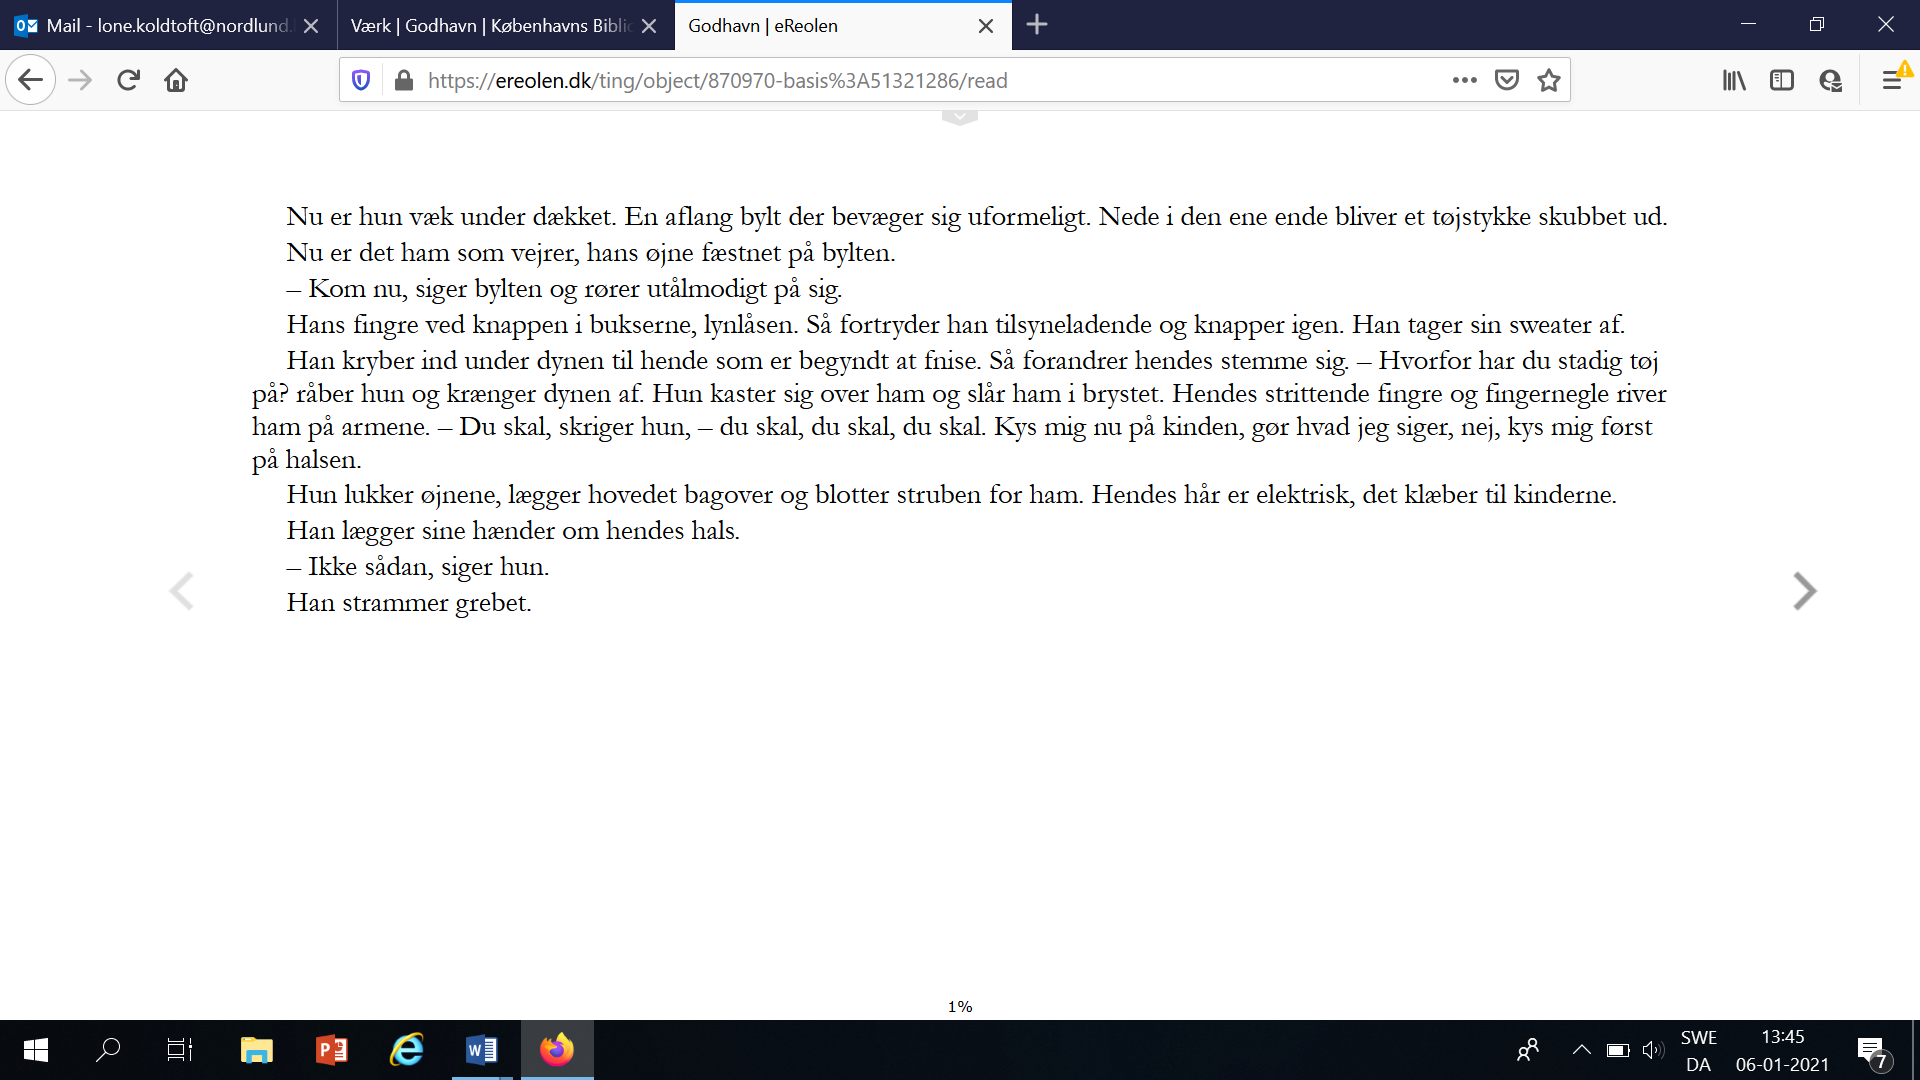 Mail - lone.koldtoft@nordlund.
Værk | Godhavn | Københavns Biblio
Godhavn | eReolen
https://ereolen.dk/ting/object/870970-basis%3A51321286/read
Nu er hun væk under dækket. En aflang bylt der bevæger sig uformeligt. Nede i den ene ende bliver et tøjstykke skubbet ud.
Nu er det ham som vejrer, hans øjne fæstnet på bylten.
– Kom nu, siger bylten og rører utålmodigt på sig.
Hans fingre ved knappen i bukserne, lynlåsen. Så fortryder han tilsyneladende og knapper igen. Han tager sin sweater af.
Han kryber ind under dynen til hende som er begyndt at fnise. Så forandrer hendes stemme sig. – Hvorfor har du stadig tøj
på? råber hun og krænger dynen af. Hun kaster sig over ham og slår ham i brystet. Hendes strittende fingre og fingernegle river
ham på armene. – Du skal, skriger hun, – du skal, du skal, du skal. Kys mig nu på kinden, gør hvad jeg siger, nej, kys mig først
på halsen.
Hun lukker øjnene, lægger hovedet bagover og blotter struben for ham. Hendes hår er elektrisk, det klæber til kinderne.
Han lægger sine hænder om hendes hals.
– Ikke sådan, siger hun.
Han strammer grebet.
1%
SWE
DA
13:45
06-01-2021
7